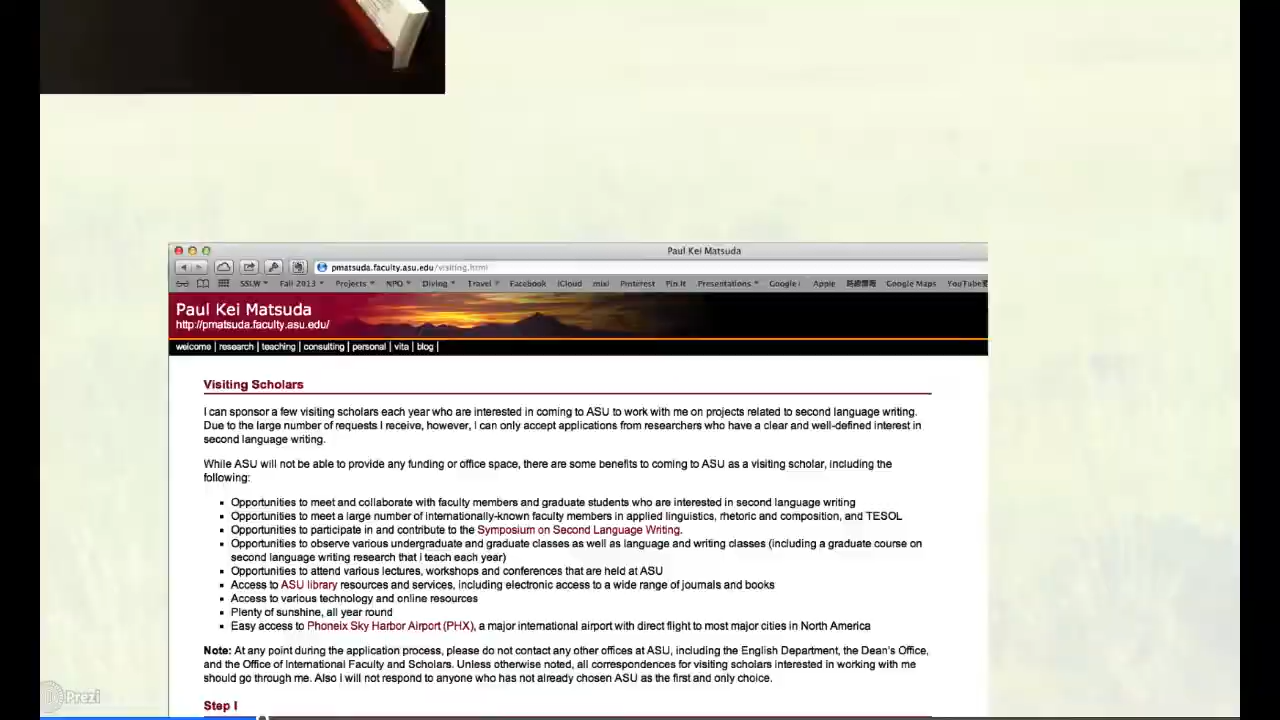 Paul Kei Matsuda
pmatsuda.faculty.asu.edu/visiting.html
SSLW Fall 2013 Projects NPO Diving Travel Facebook iCloud mixi Pinterest Pin It Presentations Google Apple Google Maps YouTube
Paul Kei Matsuda
http://pmatsuda.faculty.asu.edu/
welcome | research | teaching | consulting | personal | vita | blog |
Visiting Scholars
I can sponsor a few visiting scholars each year who are interested in coming to ASU to work with me on projects related to second language writing.
Due to the large number of requests I receive, however, I can only accept applications from researchers who have a clear and well-defined interest in
second language writing.
While ASU will not be able to provide any funding or office space, there are some benefits to coming to ASU as a visiting scholar, including the
following:
Opportunities to meet and collaborate with faculty members and graduate students who are interested in second language writing
Opportunities to meet a large number of internationally-known faculty members in applied linguistics, rhetoric and composition, and TESOL
Opportunities to participate in and contribute to the Symposium on Second Language Writing.
Opportunities to observe various undergraduate and graduate classes as well as language and writing classes (including a graduate course on
second language writing research that I teach each year)
Opportunities to attend various lectures, workshops and conferences that are held at ASU
Access to ASU library resources and services, including electronic access to a wide range of journals and books
Access to various technology and online resources
Plenty of sunshine, all year round
Easy access to Phoneix Sky Harbor Airport (PHX), a major international airport with direct flight to most major cities in North America
Note: At any point during the application process, please do not contact any other offices at ASU, including the English Department, the Dean's Office,
and the Office of International Faculty and Scholars. Unless otherwise noted, all correspondences for visiting scholars interested in working with me
should go through me. Also I will not respond to anyone who has not already chosen ASU as the first and only choice.
Step I
Prezi